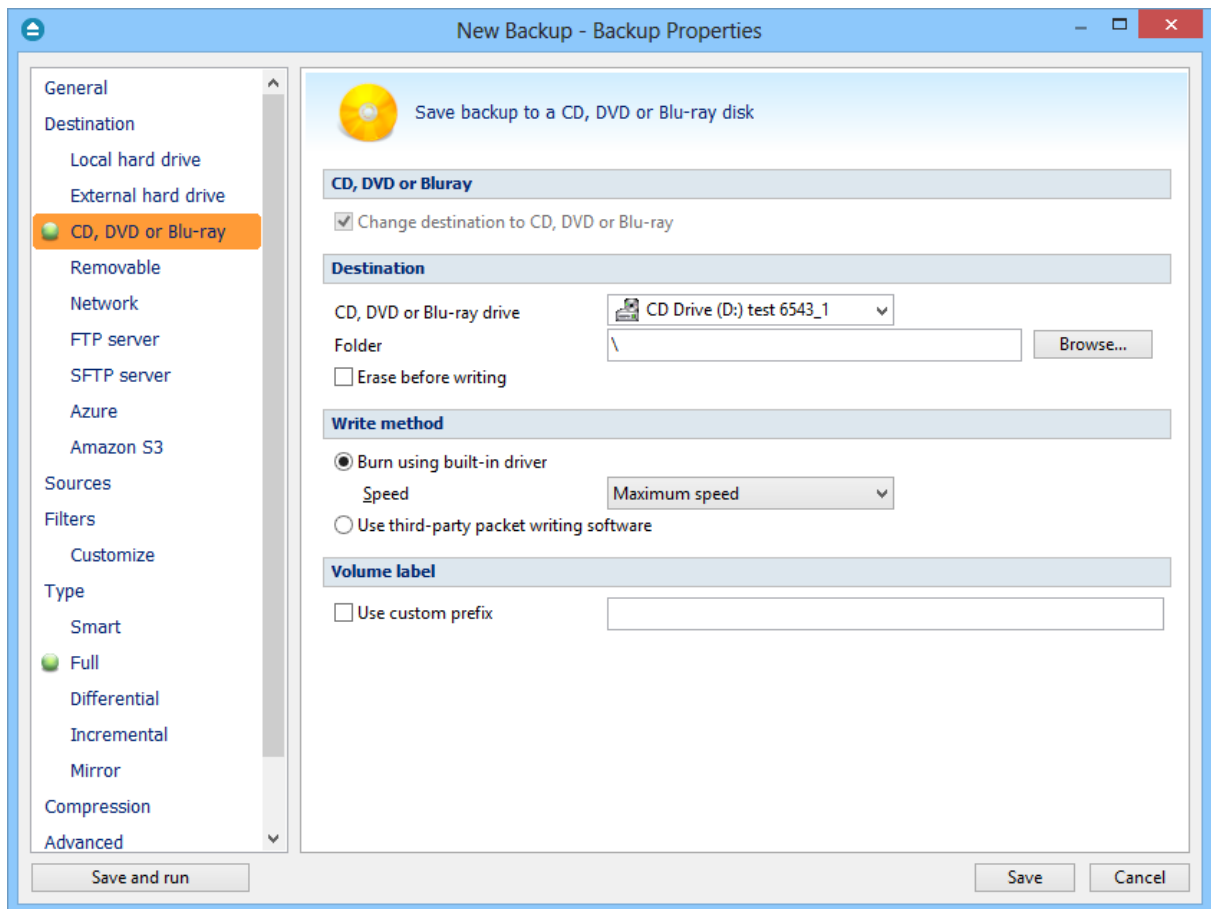 New Backup - Backup Properties
General
Destination
Local hard drive
External hard drive
CD, DVD or Blu-ray
Removable
Network
FTP server
SFTP server
Azure
Amazon S3
Sources
Filters
Customize
Type
Smart
Full
Differential
Incremental
Mirror
Compression
Advanced
Save backup to a CD, DVD or Blu-ray disk
CD, DVD or Bluray
Change destination to CD, DVD or Blu-ray
Destination
CD, DVD or Blu-ray drive CD Drive (D:) test 6543_1
Folder \ Browse...
Erase before writing
Write method
Burn using built-in driver
Speed Maximum speed
Use third-party packet writing software
Volume label
Use custom prefix
Save and run Save Cancel